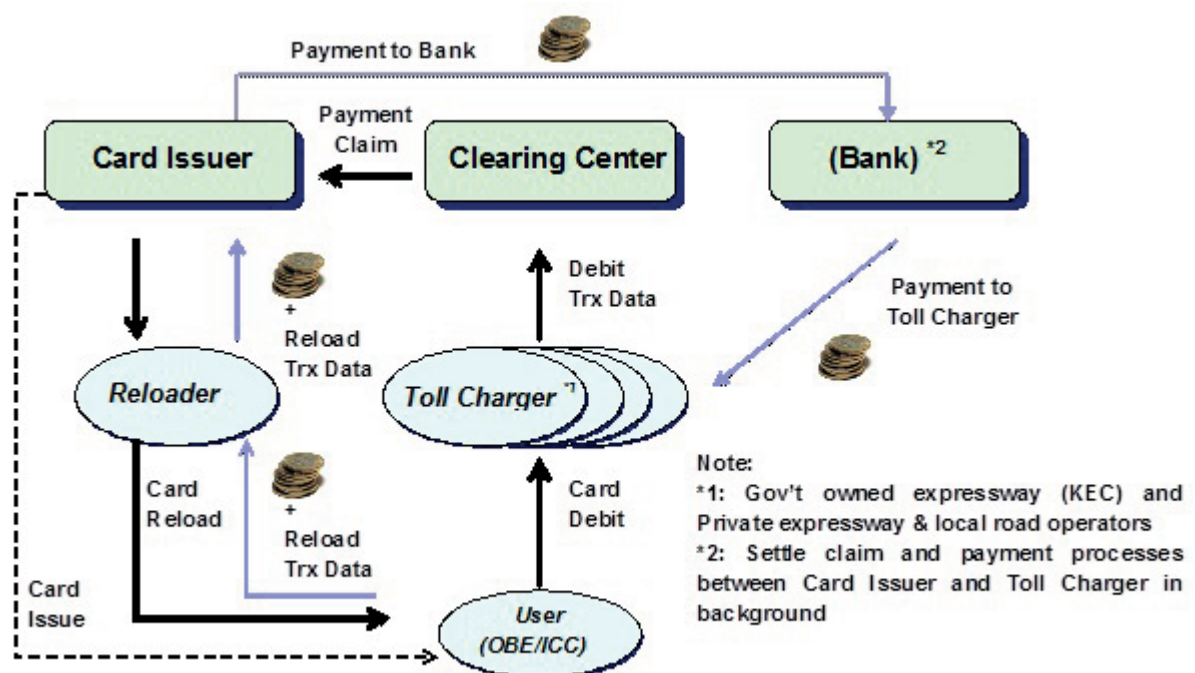 Payment to Bank
Payment
Claim
Card Issuer
Clearing Center
(Bank) *2
+
Reload
Trx Data
Debit
Trx Data
Payment to
Toll Charger
Reloader
Toll Charger *1
Card
Reload
+
Reload
Trx Data
Card
Debit
Note:
*1: Gov't owned expressway (KEC) and
Private expressway & local road operators
*2: Settle claim and payment processes
between Card Issuer and Toll Charger in
background
Card
Issue
User
(OBE/ICC)